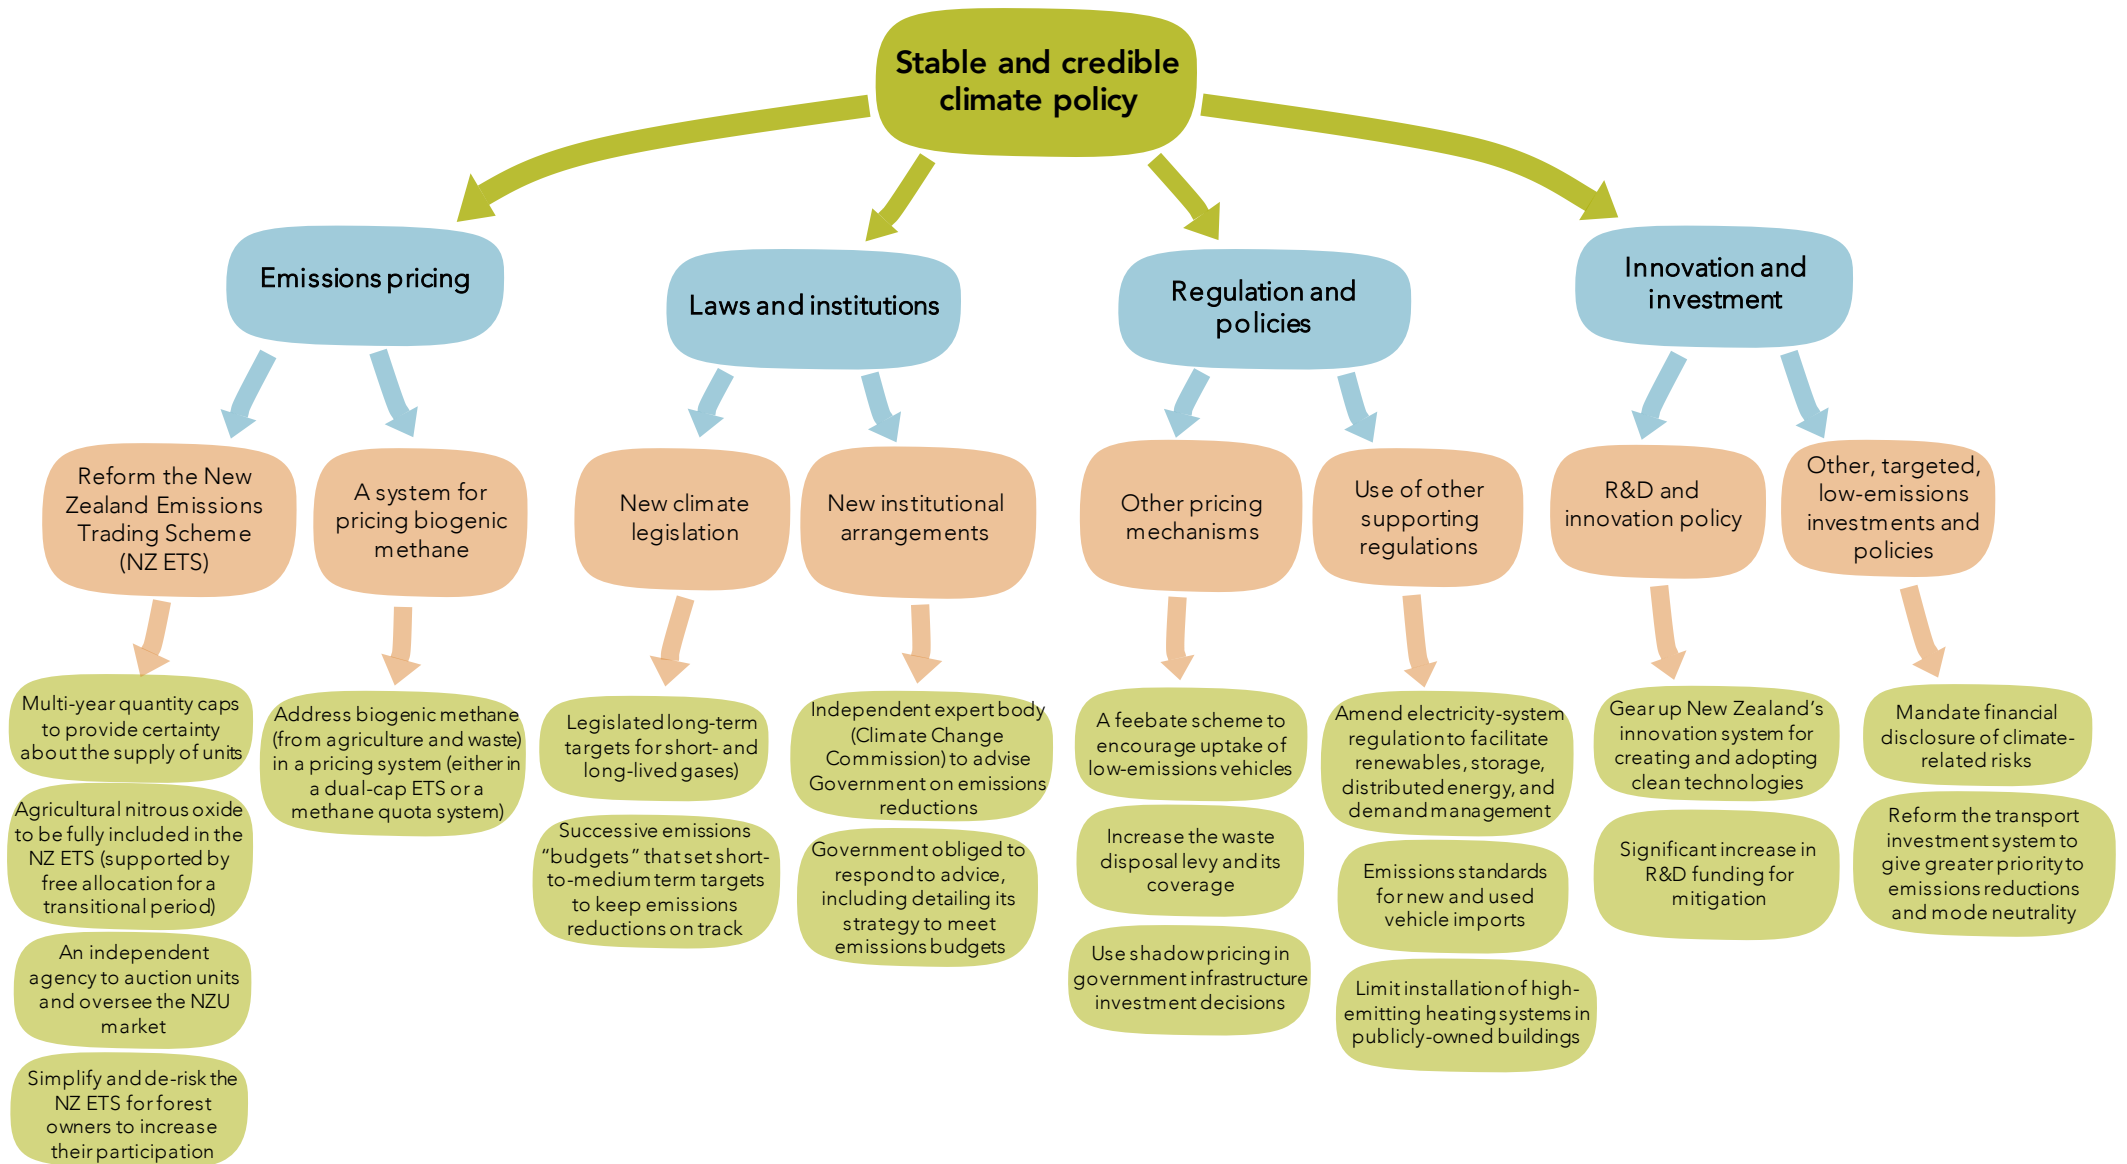 Stable and credible
climate policy
Emissions pricing
Laws and institutions
Regulation and
policies
Innovation and
investment
Reform the New
Zealand Emissions
Trading Scheme
(NZ ETS)
A system for
pricing biogenic
methane
New climate
legislation
New institutional
arrangements
Other pricing
mechanisms
Use of other
supporting
regulations
R&D and
innovation policy
Other, targeted,
low-emissions
investments and
policies
Multi-year quantity caps
to provide certainty
about the supply of units
Agricultural nitrous oxide
to be fully included in the
NZ ETS (supported by
free allocation for a
transitional period)
An independent
agency to auction units
and oversee the NZU
market
Simplify and de-risk the
NZ ETS for forest
owners to increase
their participation
Address biogenic methane
(from agriculture and waste)
in a pricing system (either in
a dual-cap ETS or a
methane quota system)
Legislated long-term
targets for short- and
long-lived gases)
Successive emissions
“budgets” that set short-
to-medium term targets
to keep emissions
reductions on track
Independent expert body
(Climate Change
Commission) to advise
Government on emissions
reductions
Government obliged to
respond to advice,
including detailing its
strategy to meet
emissions budgets
A feebate scheme to
encourage uptake of
low-emissions vehicles
Increase the waste
disposal levy and its
coverage
Use shadow pricing in
government infrastructure
investment decisions
Amend electricity-system
regulation to facilitate
renewables, storage,
distributed energy, and
demand management
Emissions standards
for new and used
vehicle imports
Limit installation of high-
emitting heating systems in
publicly-owned buildings
Gear up New Zealand’s
innovation system for
creating and adopting
clean technologies
Significant increase in
R&D funding for
mitigation
Mandate financial
disclosure of climate-
related risks
Reform the transport
investment system to
give greater priority to
emissions reductions
and mode neutrality